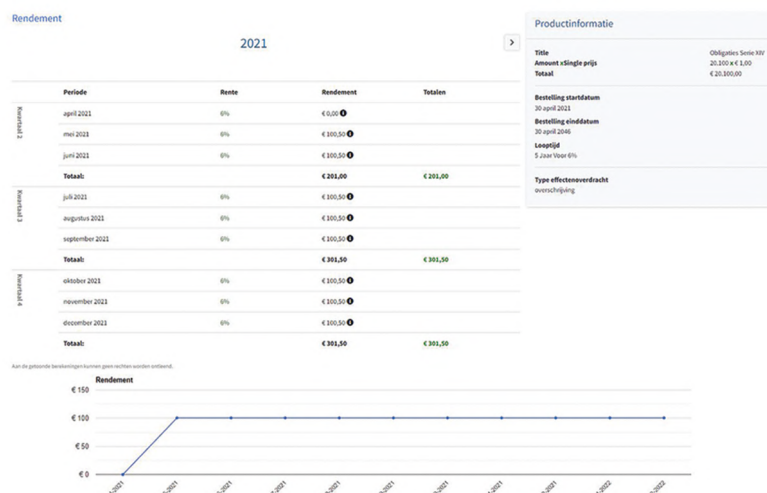 Rendement
2021
Periode Rente Rendement Totalen
Kwartaal 2
april 2021 6% € 0,00
mei 2021 6% € 100,50
juni 2021 6% € 100,50
Totaal: € 201,00 € 201,00
Kwartaal 3
juli 2021 6% € 100,50
augustus 2021 6% € 100,50
september 2021 6% € 100,50
Totaal: € 301,50 € 301,50
Kwartaal 4
oktober 2021 6% € 100,50
november 2021 6% € 100,50
december 2021 6% € 100,50
Totaal: € 301,50 € 301,50
Aan de getoonde berekeningen kunnen geen rechten worden ontleend.
Rendement
€ 150
€ 100
€ 50
€ 0
Productinformatie
Title Obligaties Serie XIV
Amount xSingle prijs 20.100 x € 1,00
Totaal € 20.100,00
Bestelling startdatum
30 april 2021
Bestelling einddatum
30 april 2046
Looptijd
5 Jaar Voor 6%
Type effectenoverdracht
overschrijving